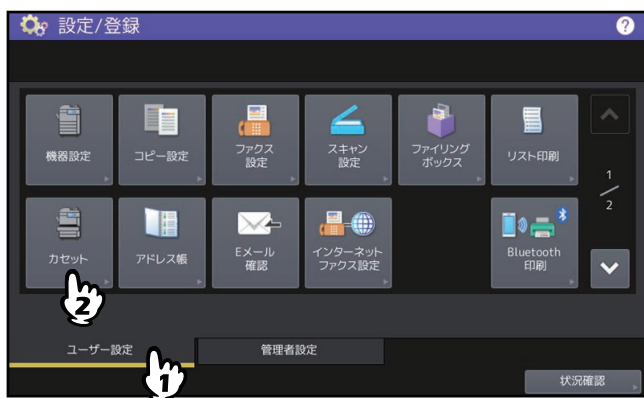 設定/登録
?
機器設定
コピー設定
ファクス
設定
スキャン
設定
ファイリング
ボックス
リスト印刷
1
2
カセット
アドレス帳
Eメール
確認
インターネット
ファクス設定
Bluetooth
印刷
2
ユーザー設定
管理者設定
1
状況確認